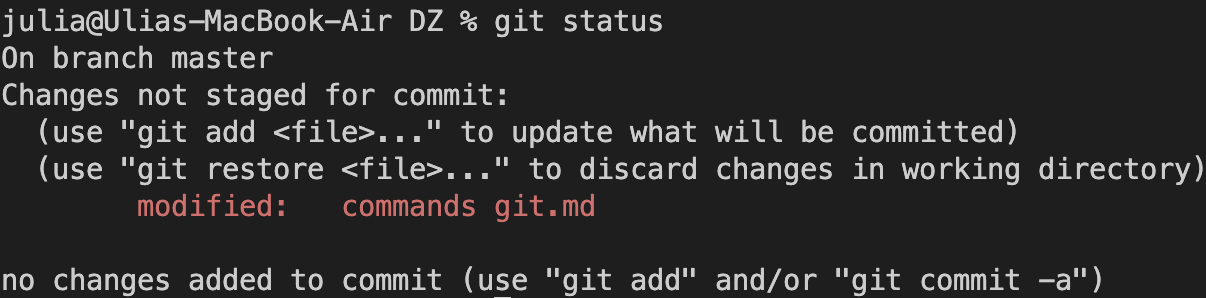 julia@Ulias-MacBook-Air DZ % git status
On branch master
Changes not staged for commit:
  (use "git add <file>..." to update what will be committed)
  (use "git restore <file>..." to discard changes in working directory)
        modified:   commands git.md

no changes added to commit (use "git add" and/or "git commit -a")